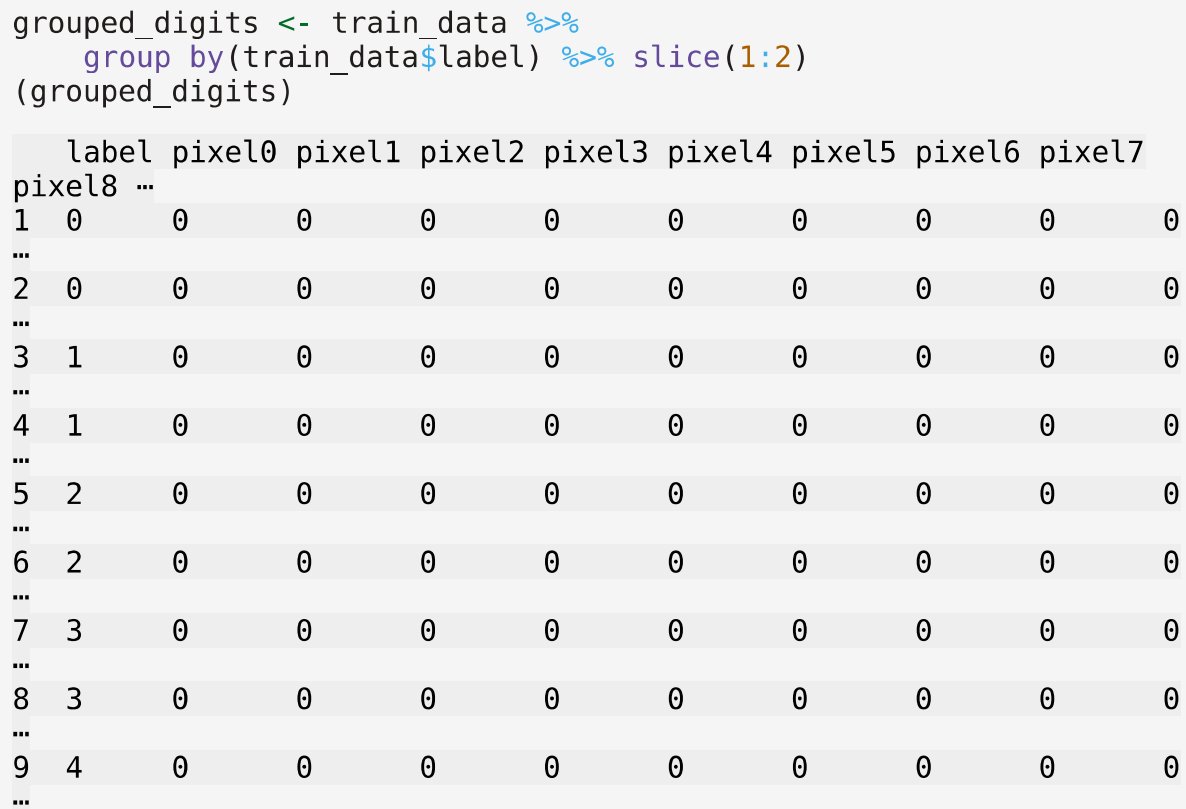 grouped_digits <- train_data %>%
    group by(train_data$label) %>% slice(1:2)
(grouped_digits)
   label pixel0 pixel1 pixel2 pixel3 pixel4 pixel5 pixel6 pixel7
pixel8 ⋯
1  0     0      0      0      0      0      0      0      0      0
⋯
2  0     0      0      0      0      0      0      0      0      0
⋯
3  1     0      0      0      0      0      0      0      0      0
⋯
4  1     0      0      0      0      0      0      0      0      0
⋯
5  2     0      0      0      0      0      0      0      0      0
⋯
6  2     0      0      0      0      0      0      0      0      0
⋯
7  3     0      0      0      0      0      0      0      0      0
⋯
8  3     0      0      0      0      0      0      0      0      0
⋯
9  4     0      0      0      0      0      0      0      0      0
⋯